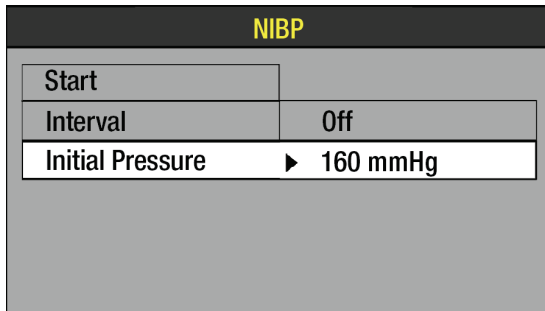 NIBP
Start
Interval Off
Initial Pressure ▶ 160 mmHg